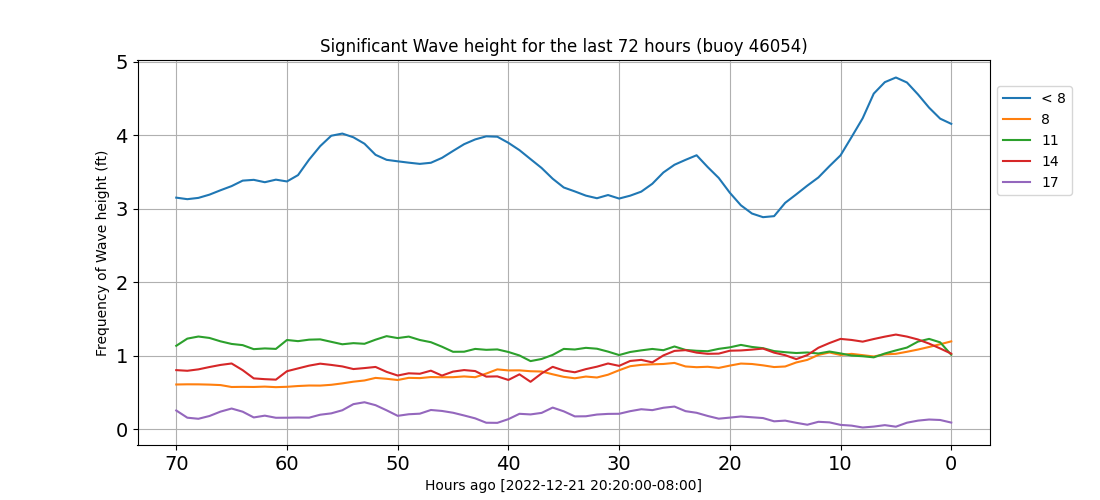 Significant Wave height for the last 72 hours (buoy 46054)
Frequency of Wave height (ft)
5
4
3
2
1
0
70 60 50 40 30 20 10 0
Hours ago [2022-12-21 20:20:00-08:00]
< 8
8
11
14
17